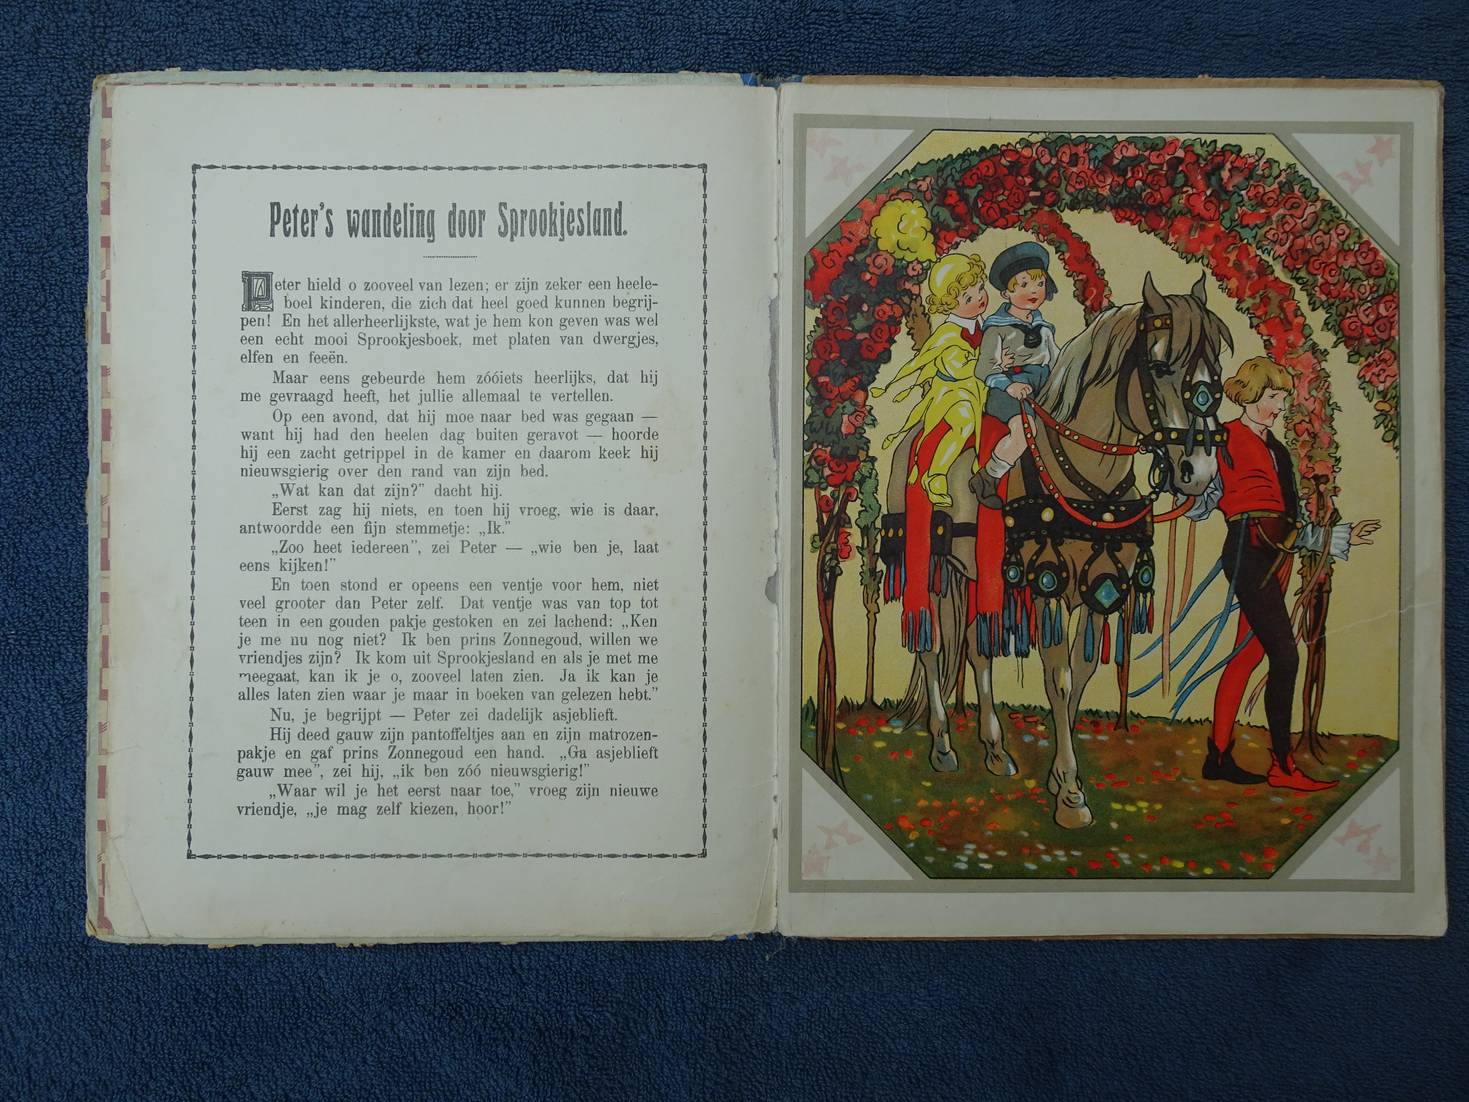 Peter's wandeling door Sprookjesland.
Peter hield o zooveel van lezen; er zijn zeker een heele-
boel kinderen, die zich dat heel goed kunnen begrij-
pen! En het allerheerlijkste, wat je hem kon geven was wel
een echt mooi Sprookjesboek, met platen van dwergjes,
elfen en feeën.
Maar eens gebeurde hem zóóiets heerlijks, dat hij
me gevraagd heeft, het jullie allemaal te vertellen.
Op een avond, dat hij moe naar bed was gegaan —
want hij had den heelen dag buiten geravot — hoorde
hij een zacht getrippel in de kamer en daarom keek hij
nieuwsgierig over den rand van zijn bed.
„Wat kan dat zijn?” dacht hij.
Eerst zag hij niets, en toen hij vroeg, wie is daar,
antwoordde een fijn stemmetje: „Ik.”
„Zoo heet iedereen”, zei Peter — „wie ben je, laat
eens kijken!”
En toen stond er opeens een ventje voor hem, niet
veel grooter dan Peter zelf. Dat ventje was van top tot
teen in een gouden pakje gestoken en zei lachend: „Ken
je me nu nog niet? Ik ben prins Zonnegoud, willen we
vriendjes zijn? Ik kom uit Sprookjesland en als je met me
meegaat, kan ik je o, zooveel laten zien. Ja ik kan je
alles laten zien waar je maar in boeken van gelezen hebt.”
Nu, je begrijpt — Peter zei dadelijk asjeblieft.
Hij deed gauw zijn pantoffeltjes aan en zijn matrozen-
pakje en gaf prins Zonnegoud een hand. „Ga asjeblieft
gauw mee”, zei hij, „ik ben zóó nieuwsgierig!”
„Waar wil je het eerst naar toe,” vroeg zijn nieuwe
vriendje, „je mag zelf kiezen, hoor!”